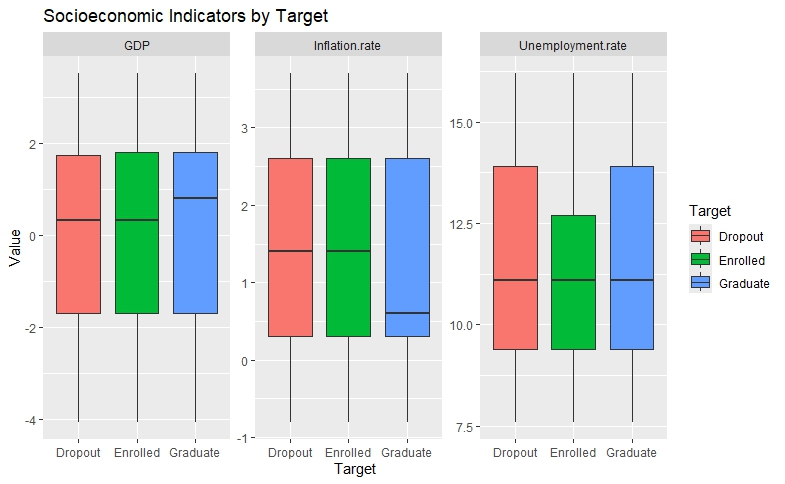 Socioeconomic Indicators by Target
GDP
Inflation.rate
Unemployment.rate
Value
2
0
-2
-4
3
2
1
0
-1
15.0
12.5
10.0
7.5
Dropout Enrolled Graduate
Dropout Enrolled Graduate
Dropout Enrolled Graduate
Target
Target
Dropout
Enrolled
Graduate